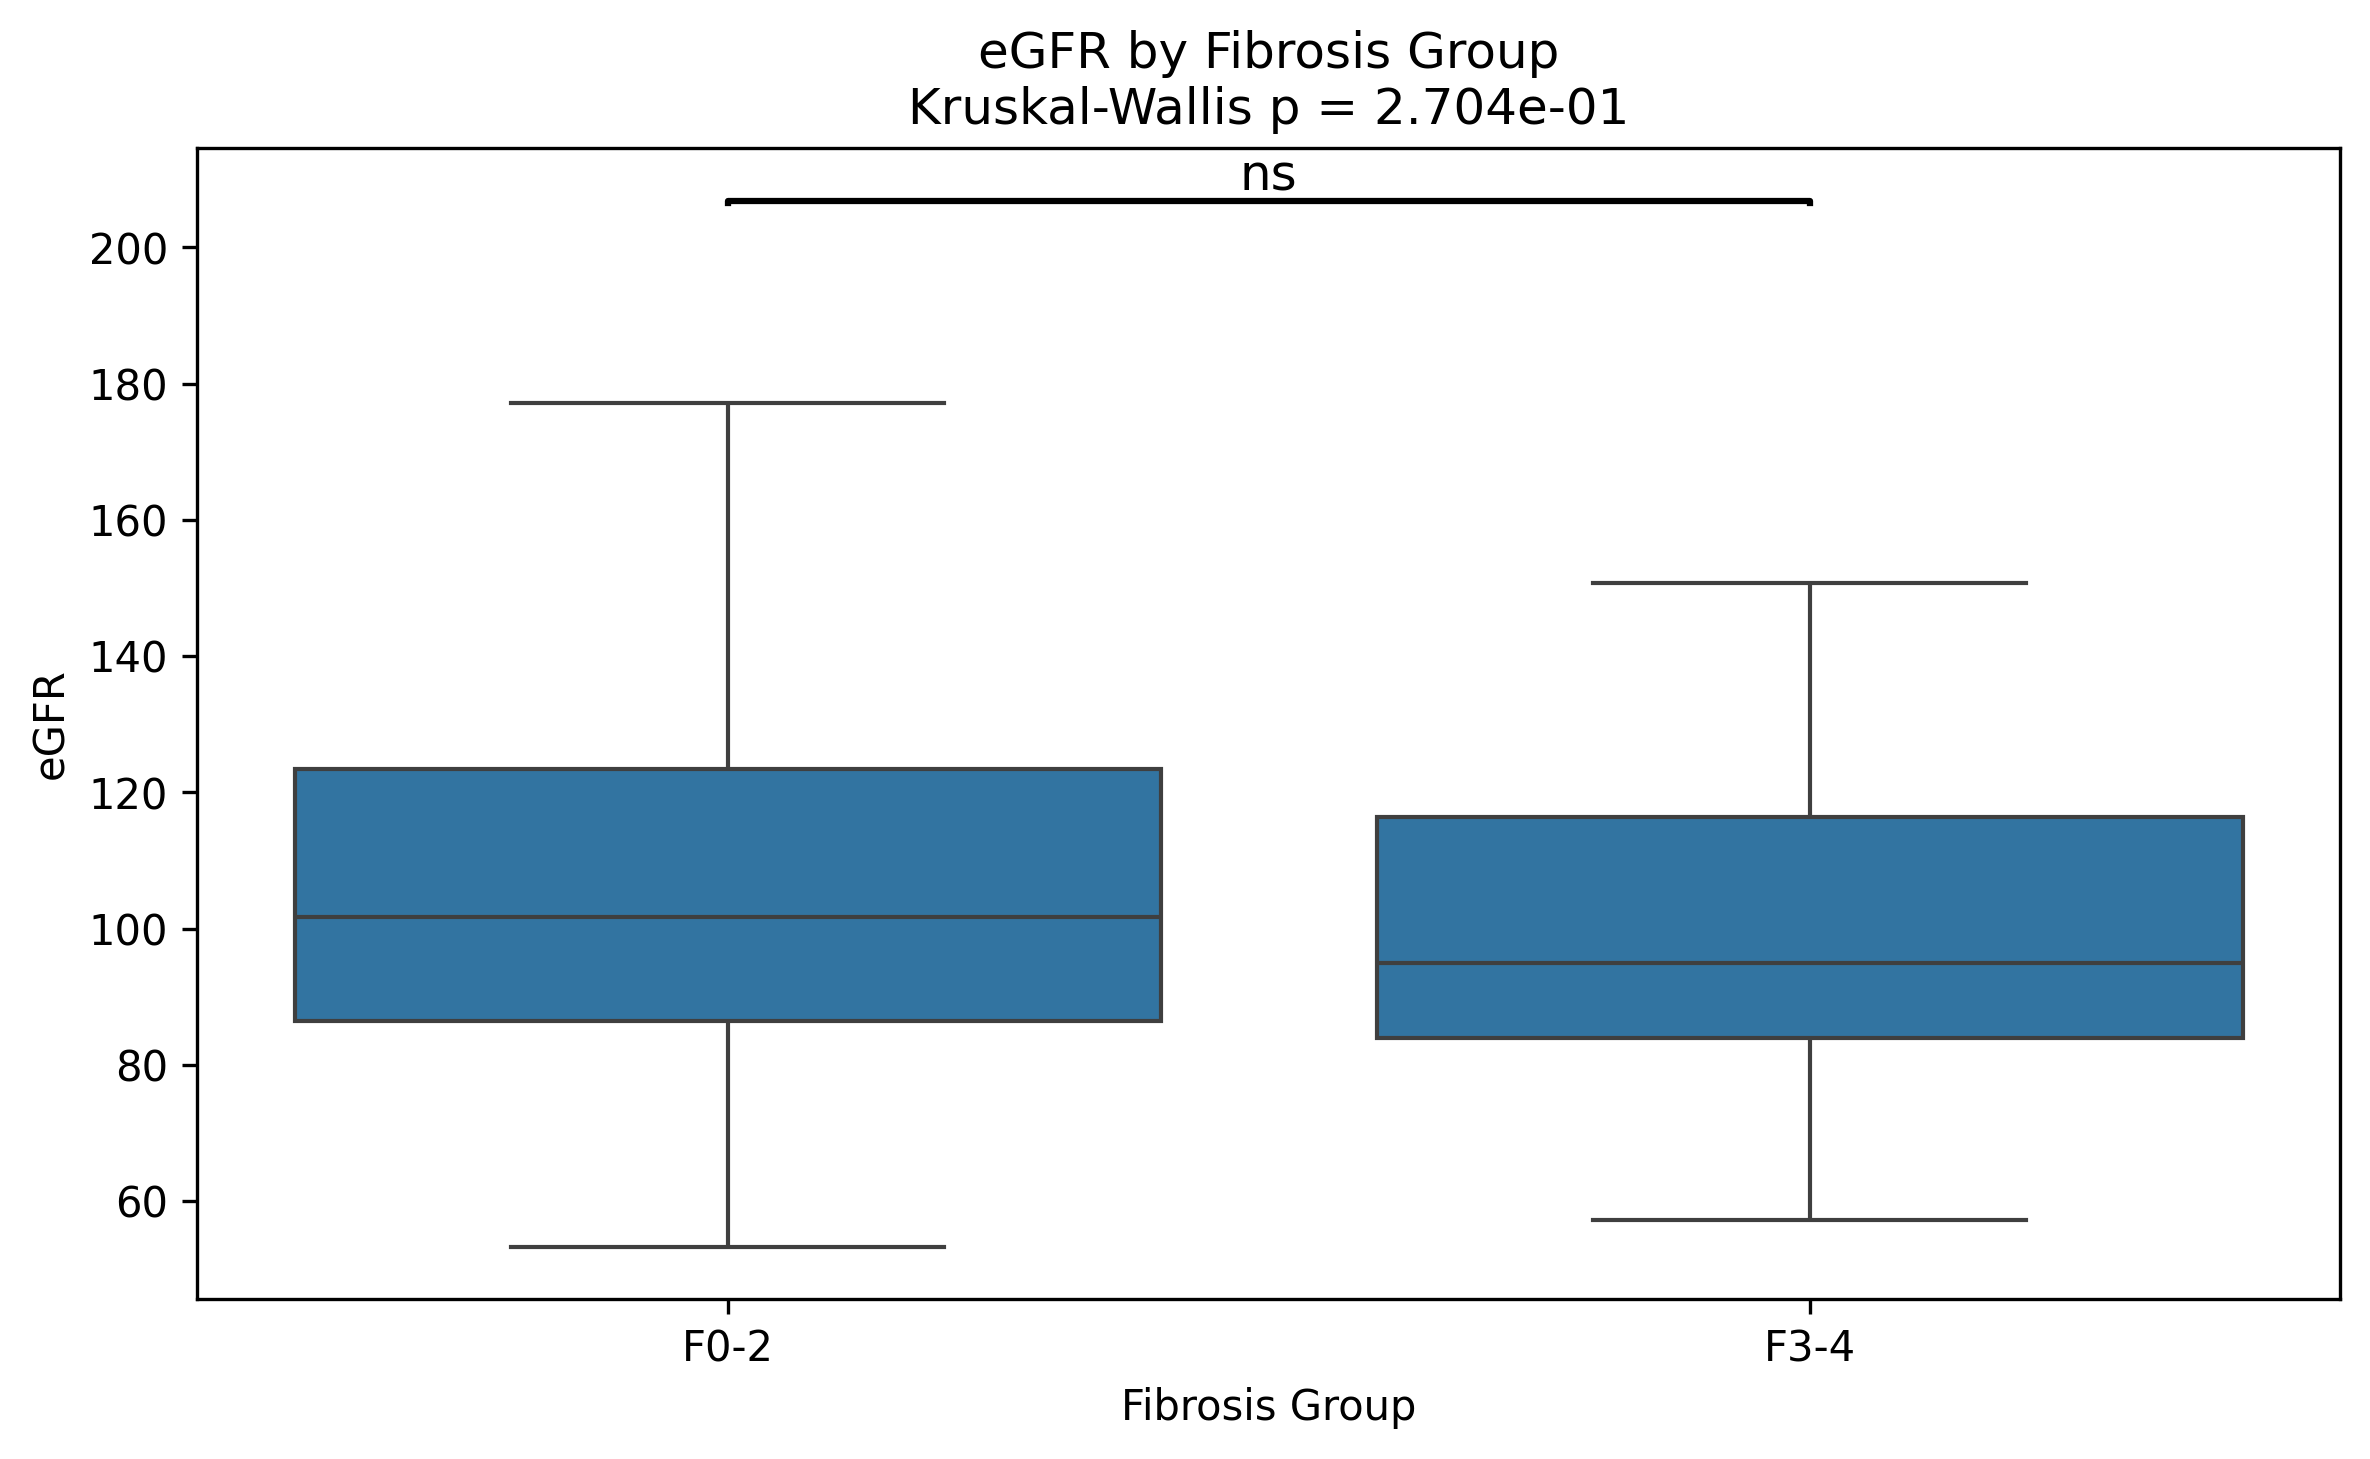 eGFR by Fibrosis Group
Kruskal-Wallis p = 2.704e-01
ns
200
180
160
140
120
100
80
60
eGFR
F0-2
F3-4
Fibrosis Group